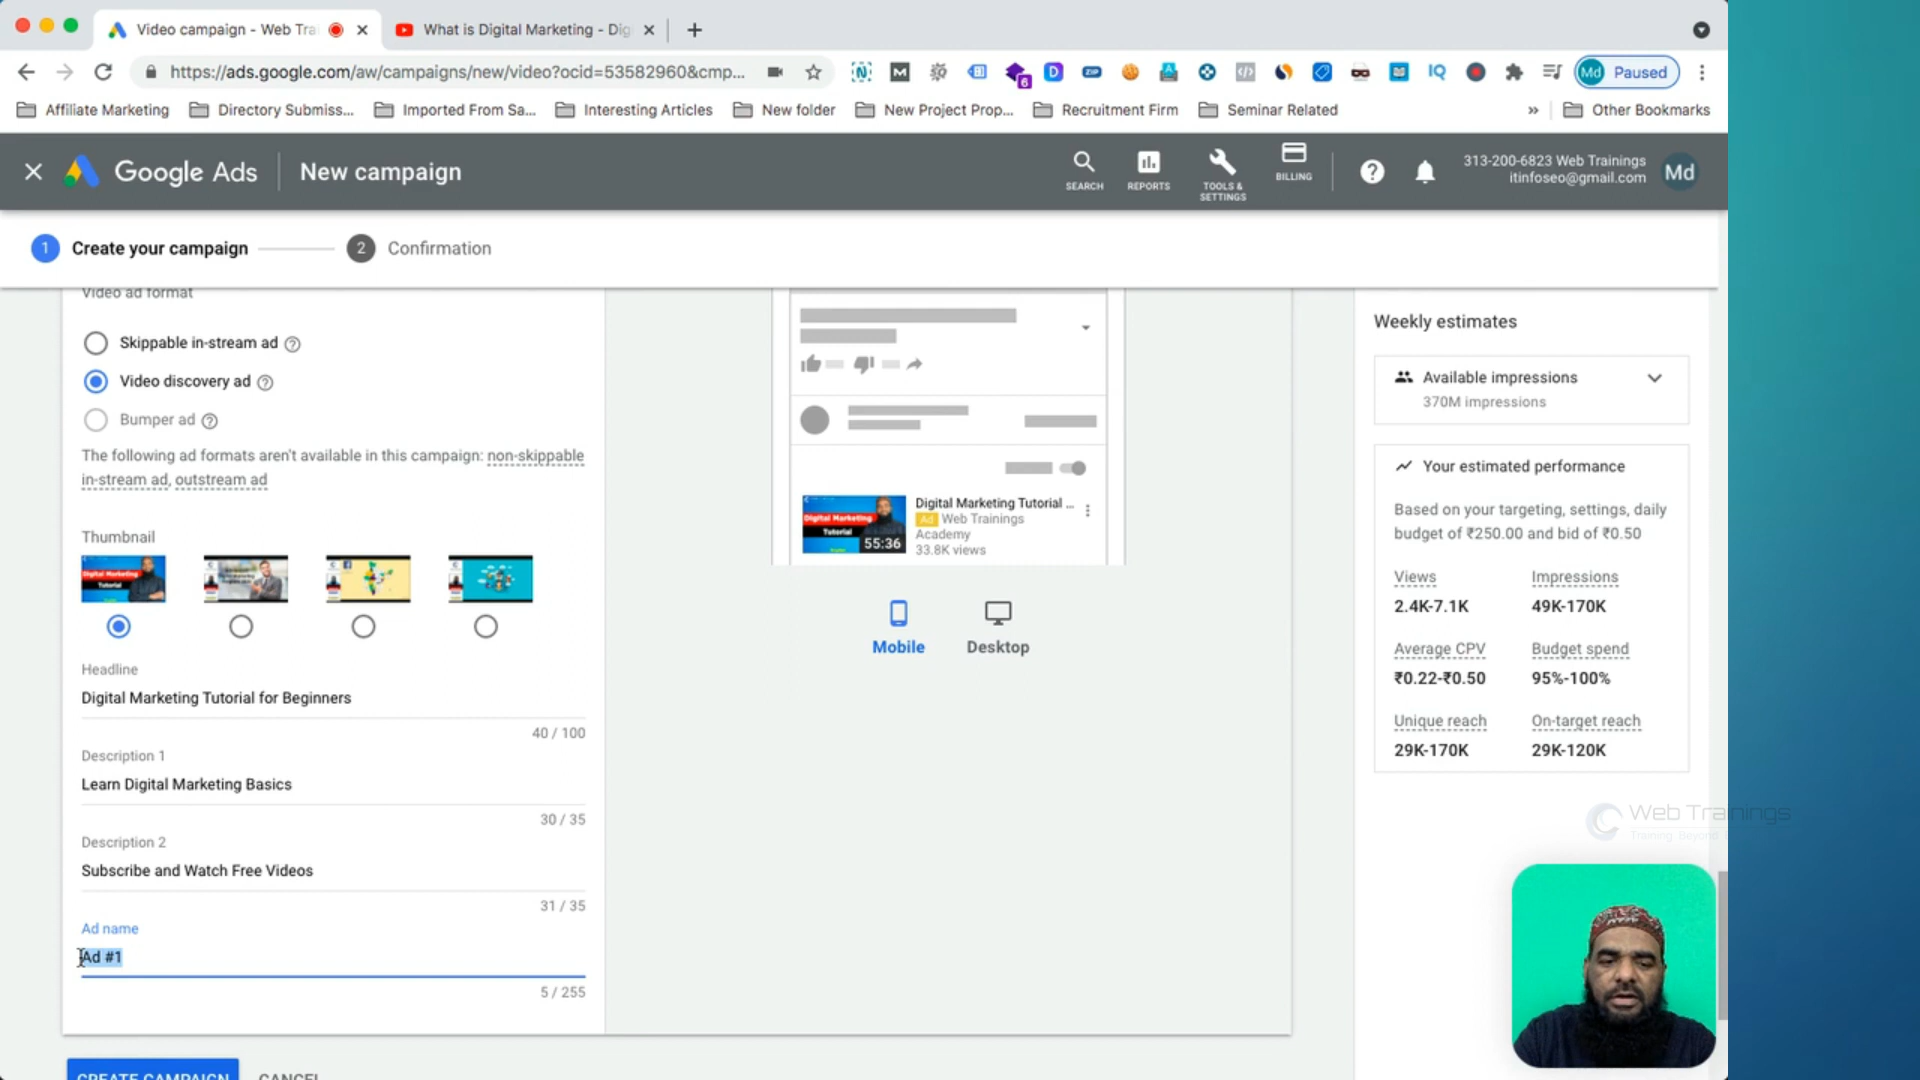 Video campaign - Web Tra
What is Digital Marketing - Dig
https://ads.google.com/aw/campaigns/new/video?ocid=53582960&cmp...
Md Paused
Affiliate Marketing
Directory Submiss...
Imported From Sa...
Interesting Articles
New folder
New Project Prop...
Recruitment Firm
Seminar Related
»
Other Bookmarks
Google Ads
New campaign
SEARCH
REPORTS
TOOLS &
SETTINGS
BILLING
313-200-6823 Web Trainings
itinfoseo@gmail.com
Md
1 Create your campaign
2 Confirmation
Video ad format
Skippable in-stream ad
Video discovery ad
Bumper ad
The following ad formats aren't available in this campaign: non-skippable
in-stream ad, outstream ad
Thumbnail
Headline
Digital Marketing Tutorial for Beginners
40 / 100
Description 1
Learn Digital Marketing Basics
30 / 35
Description 2
Subscribe and Watch Free Videos
31 / 35
Ad name
Ad #1
5 / 255
CREATE CAMPAIGN
CANCEL
Digital Marketing
Tutorial
55:36
Digital Marketing Tutorial ...
Ad Web Trainings
Academy
33.8K views
Mobile
Desktop
Weekly estimates
Available impressions
370M impressions
Your estimated performance
Based on your targeting, settings, daily
budget of ₹250.00 and bid of ₹0.50
Views
2.4K-7.1K
Impressions
49K-170K
Average CPV
₹0.22-₹0.50
Budget spend
95%-100%
Unique reach
29K-170K
On-target reach
29K-120K
Web Trainings
Training. Beyond.